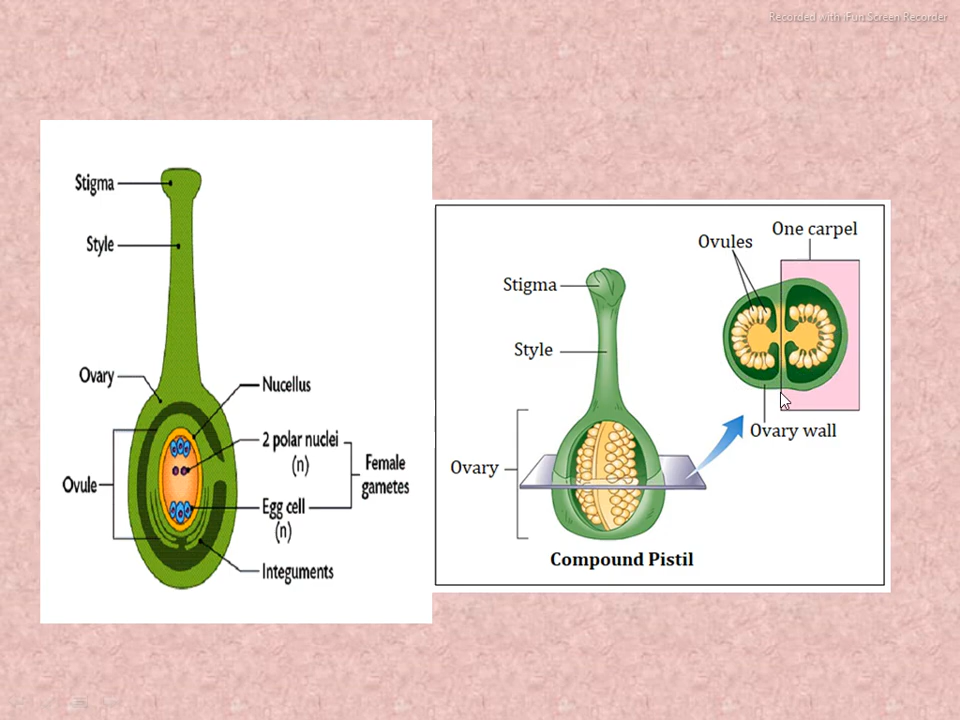 Recorded with iFun Screen Recorder
Stigma
Style
Ovary
Nucellus
2 polar nuclei
(n)
Female
gametes
Ovule
Egg cell
(n)
Integuments
One carpel
Ovules
Stigma
Style
Ovary wall
Ovary
Compound Pistil